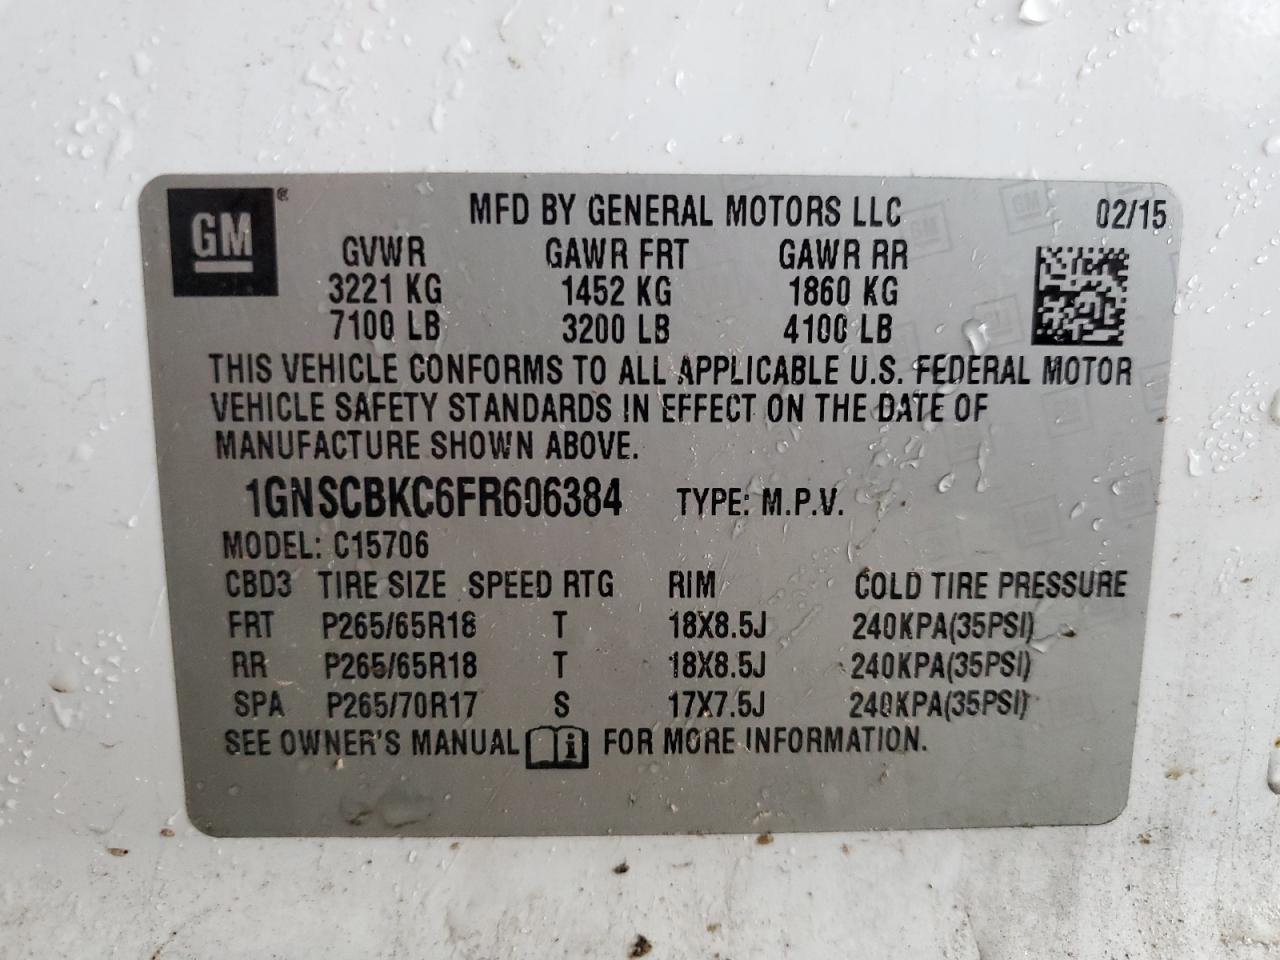 GM ® MFD BY GENERAL MOTORS LLC 02/15
GVWR GAWR FRT GAWR RR
3221 KG 1452 KG 1860 KG
7100 LB 3200 LB 4100 LB
THIS VEHICLE CONFORMS TO ALL APPLICABLE U.S. FEDERAL MOTOR
VEHICLE SAFETY STANDARDS IN EFFECT ON THE DATE OF
MANUFACTURE SHOWN ABOVE.
1GNSCBKC6FR606384 TYPE: M.P.V.
MODEL: C15706
CBD3 TIRE SIZE SPEED RTG RIM COLD TIRE PRESSURE
FRT P265/65R18 T 18X8.5J 240KPA(35PSI)
RR P265/65R18 T 18X8.5J 240KPA(35PSI)
SPA P265/70R17 S 17X7.5J 240KPA(35PSI)
SEE OWNER'S MANUAL i FOR MORE INFORMATION.